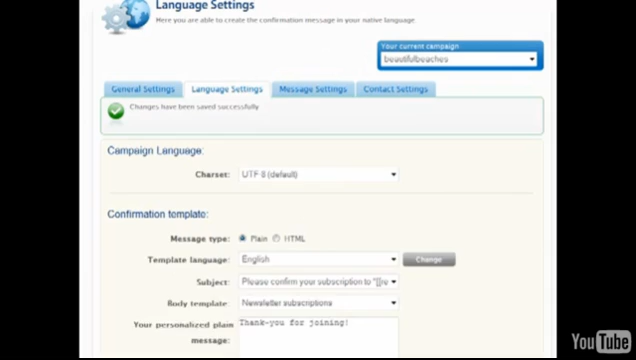 Language Settings
Here you are able to create the confirmation message in your native language.
Your current campaign
beautifulbeaches
General Settings
Language Settings
Message Settings
Contact Settings
Changes have been saved successfully
Campaign Language:
Charset: UTF 8 (default)
Confirmation template:
Message type: Plain HTML
Template language: English Change
Subject: Please confirm your subscription to "[[re
Body template: Newsletter subscriptions
Your personalized plain message: Thank-you for joining!
YouTube